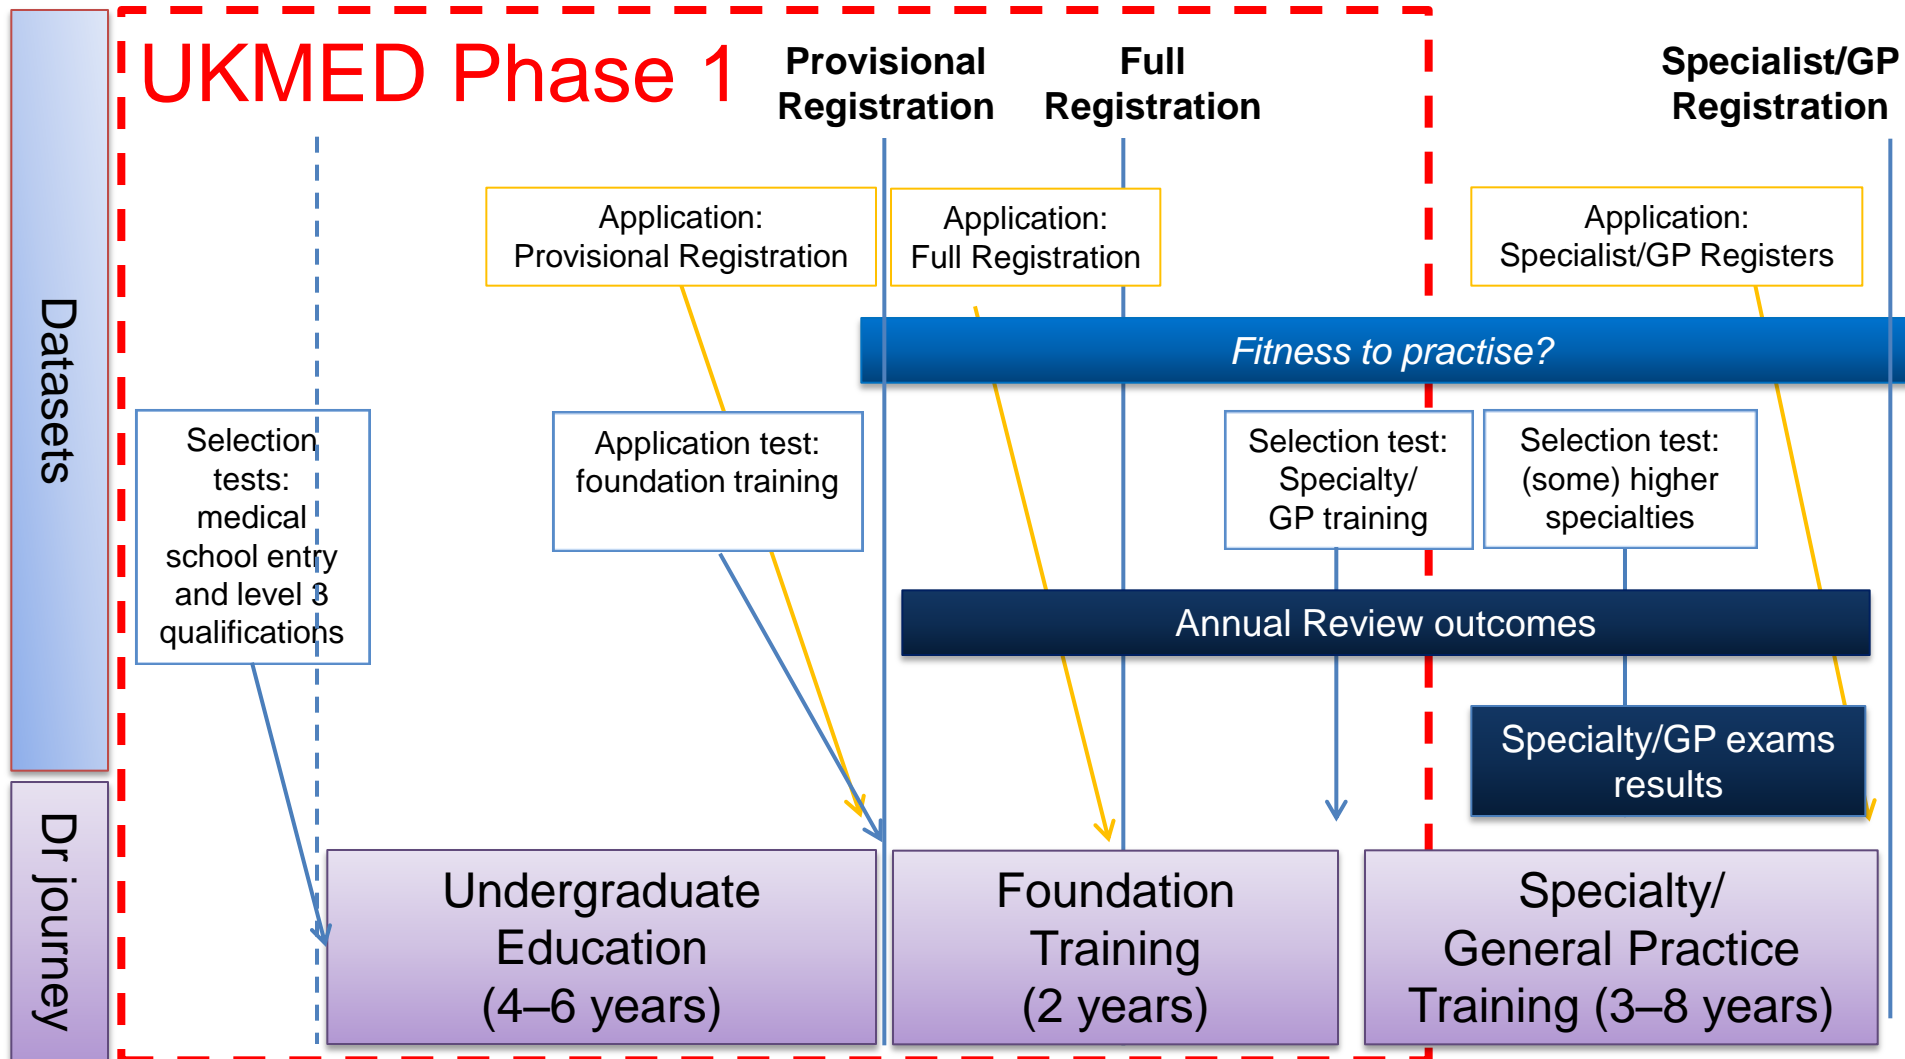 UKMED Phase 1
Provisional
Registration
Full
Registration
Specialist/GP
Registration
Datasets
Application:
Provisional Registration
Application:
Full Registration
Application:
Specialist/GP Registers
Fitness to practise?
Selection
tests:
medical
school entry
and level 3
qualifications
Application test:
foundation training
Selection test:
Specialty/
GP training
Selection test:
(some) higher
specialties
Annual Review outcomes
Specialty/GP exams
results
Dr journey
Undergraduate
Education
(4–6 years)
Foundation
Training
(2 years)
Specialty/
General Practice
Training (3–8 years)